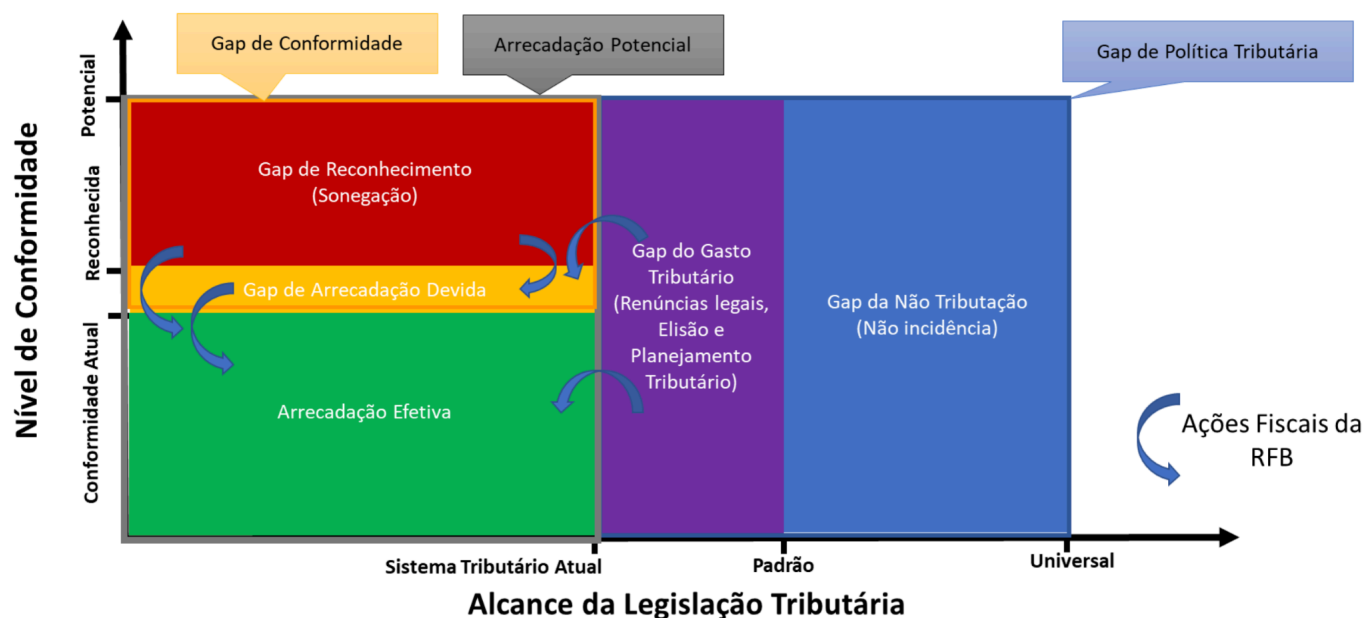 Gap de Conformidade
Arrecadação Potencial
Gap de Política Tributária
Nível de Conformidade
Potencial
Reconhecida
Conformidade Atual
Gap de Reconhecimento
(Sonegação)
Gap de Arrecadação Devida
Arrecadação Efetiva
Gap do Gasto
Tributário
(Renúncias legais,
Elisão e
Planejamento
Tributário)
Gap da Não Tributação
(Não incidência)
Ações Fiscais da
RFB
Sistema Tributário Atual
Padrão
Universal
Alcance da Legislação Tributária